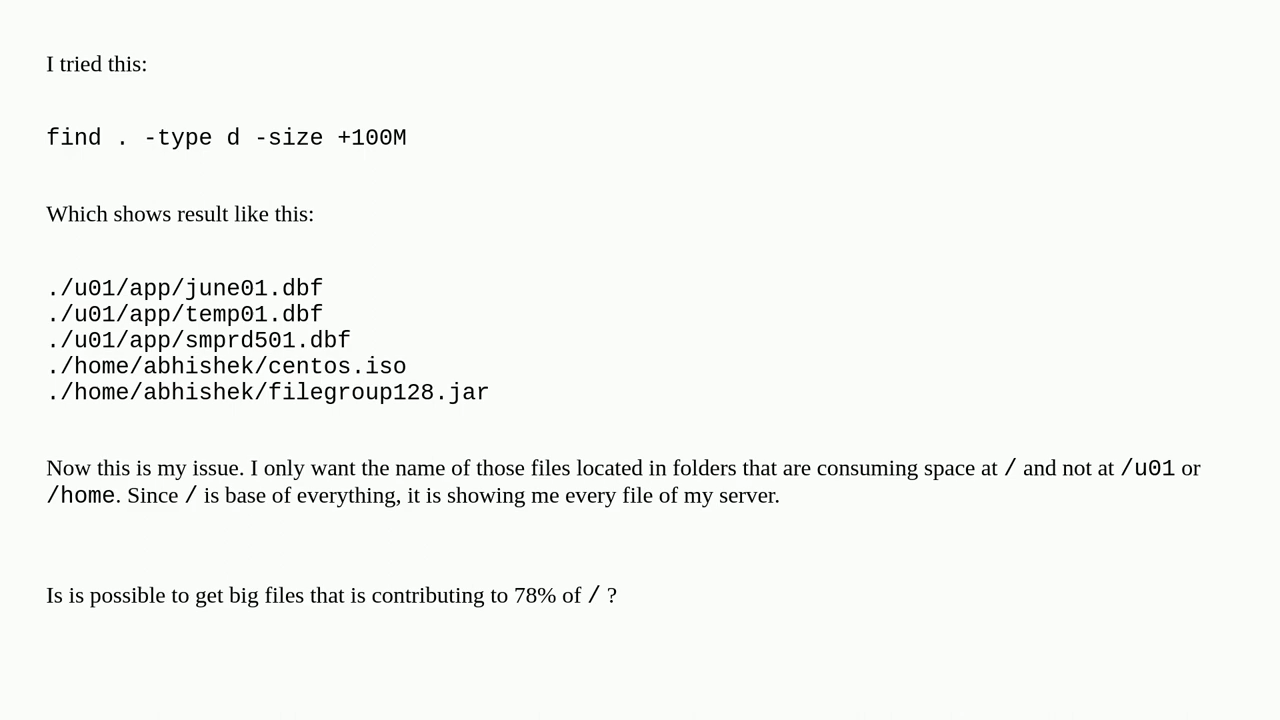 I tried this:
find . -type d -size +100M
Which shows result like this:
./u01/app/june01.dbf
./u01/app/temp01.dbf
./u01/app/smprd501.dbf
./home/abhishek/centos.iso
./home/abhishek/filegroup128.jar
Now this is my issue. I only want the name of those files located in folders that are consuming space at / and not at /u01 or
/home. Since / is base of everything, it is showing me every file of my server.
Is is possible to get big files that is contributing to 78% of / ?